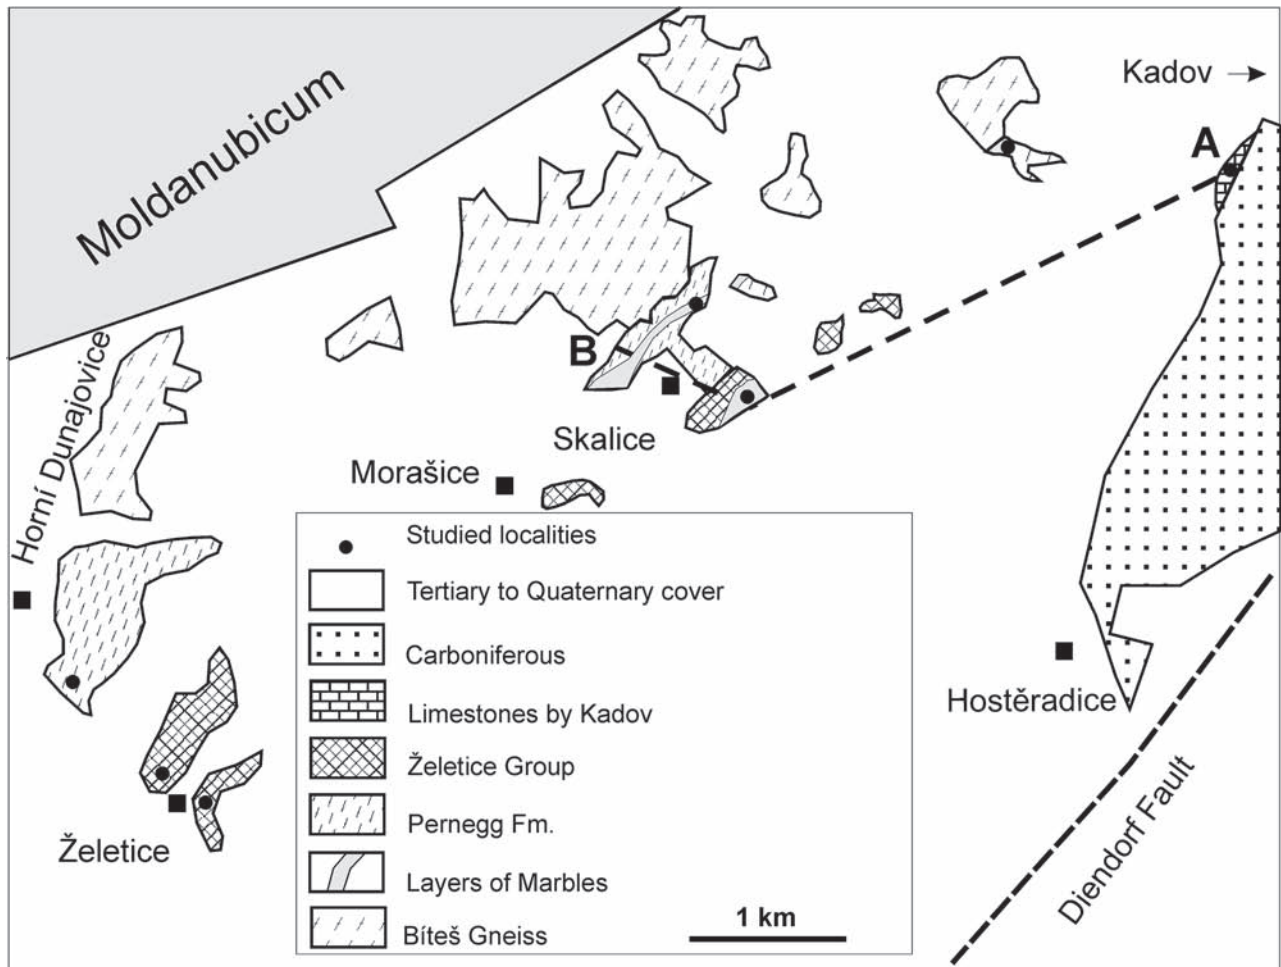 Moldanubicum
Kadov
A
B
Horní Dunajovice
Skalice
Morašice
Studied localities
Tertiary to Quaternary cover
Carboniferous
Limestones by Kadov
Želetice Group
Pernegg Fm.
Layers of Marbles
Bíteš Gneiss
1 km
Hostěradice
Želetice
Diendorf Fault